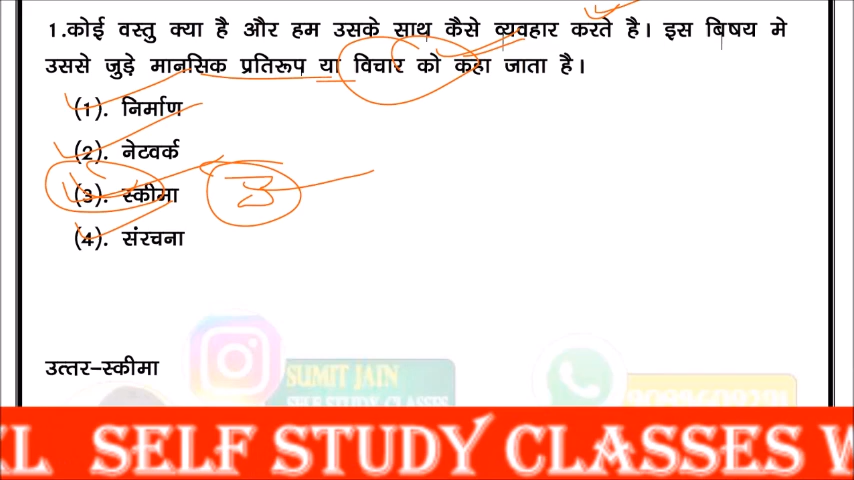 1.कोई वस्तु क्या है और हम उसके साथ कैसे व्यवहार करते है। इस बिषय मे
उससे जुड़े मानसिक प्रतिरूप या विचार को कहा जाता है।
(1). निर्माण
(2). नेटवर्क
(3). स्कीमा
3
(4). संरचना
उत्तर-स्कीमा
SUMIT JAIN
SELF STUDY CLASSES
SELF STUDY CLASSES